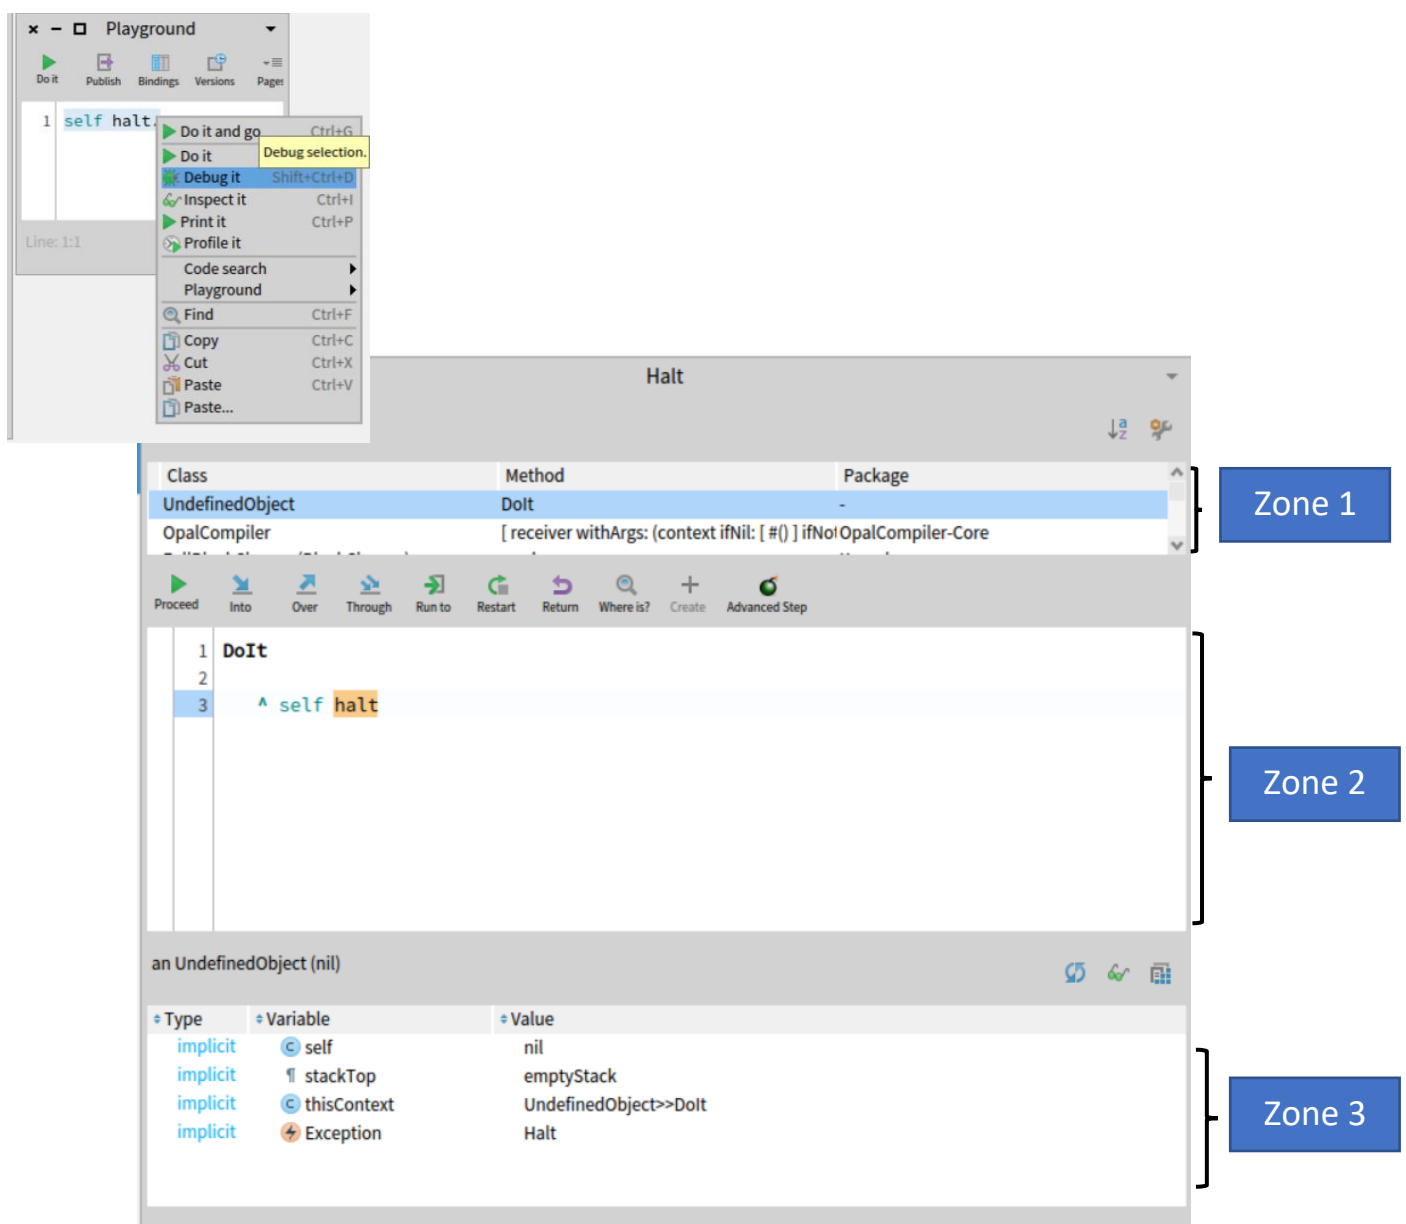 Playground
Do it Publish Bindings Versions Pages
1 self halt.
Line: 1:1
Do it and go Ctrl+G
Do it
Debug selection.
Debug it Shift+Ctrl+D
Inspect it Ctrl+I
Print it Ctrl+P
Profile it
Code search
Playground
Find Ctrl+F
Copy Ctrl+C
Cut Ctrl+X
Paste Ctrl+V
Paste...
Halt
Class Method Package
UndefinedObject DoIt -
OpalCompiler [ receiver withArgs: (context ifNil: [ #() ] ifNot OpalCompiler-Core
Zone 1
Proceed Into Over Through Run to Restart Return Where is? Create Advanced Step
1 DoIt
2
3 ^ self halt
Zone 2
an UndefinedObject (nil)
Type Variable Value
implicit self nil
implicit stackTop emptyStack
implicit thisContext UndefinedObject>>DoIt
implicit Exception Halt
Zone 3